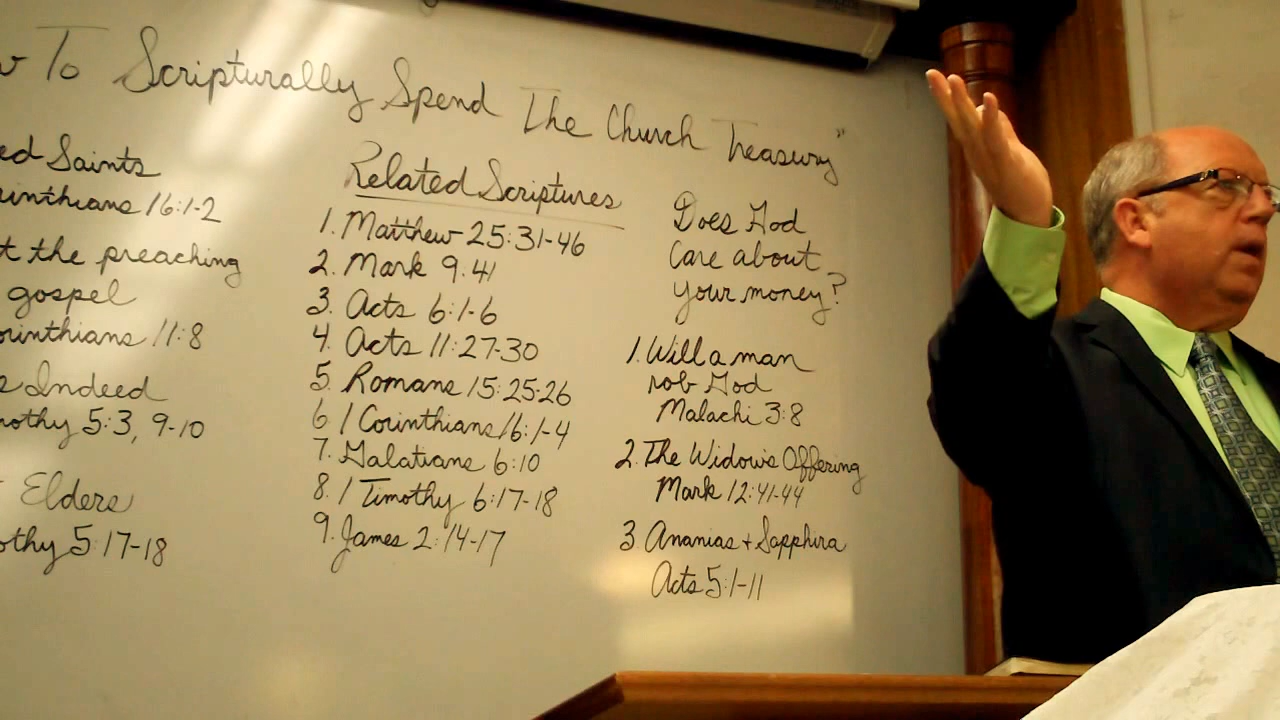 To Scripturally Spend The Church Treasury"
Saints
16:1-2
the preaching
gospel
11:8
Indeed
5:3, 9-10
Elders
5:17-18
Related Scriptures
1. Matthew 25:31-46
2. Mark 9:41
3. Acts 6:1-6
4. Acts 11:27-30
5. Romans 15:25-26
6 1 Corinthians 16:1-4
7. Galatians 6:10
8. 1 Timothy 6:17-18
9. James 2:14-17
Does God
Care about
your money?
1. Will a man
rob God
Malachi 3:8
2. The Widow's Offering
Mark 12:41-44
3 Ananias + Sapphira
Acts 5:1-11